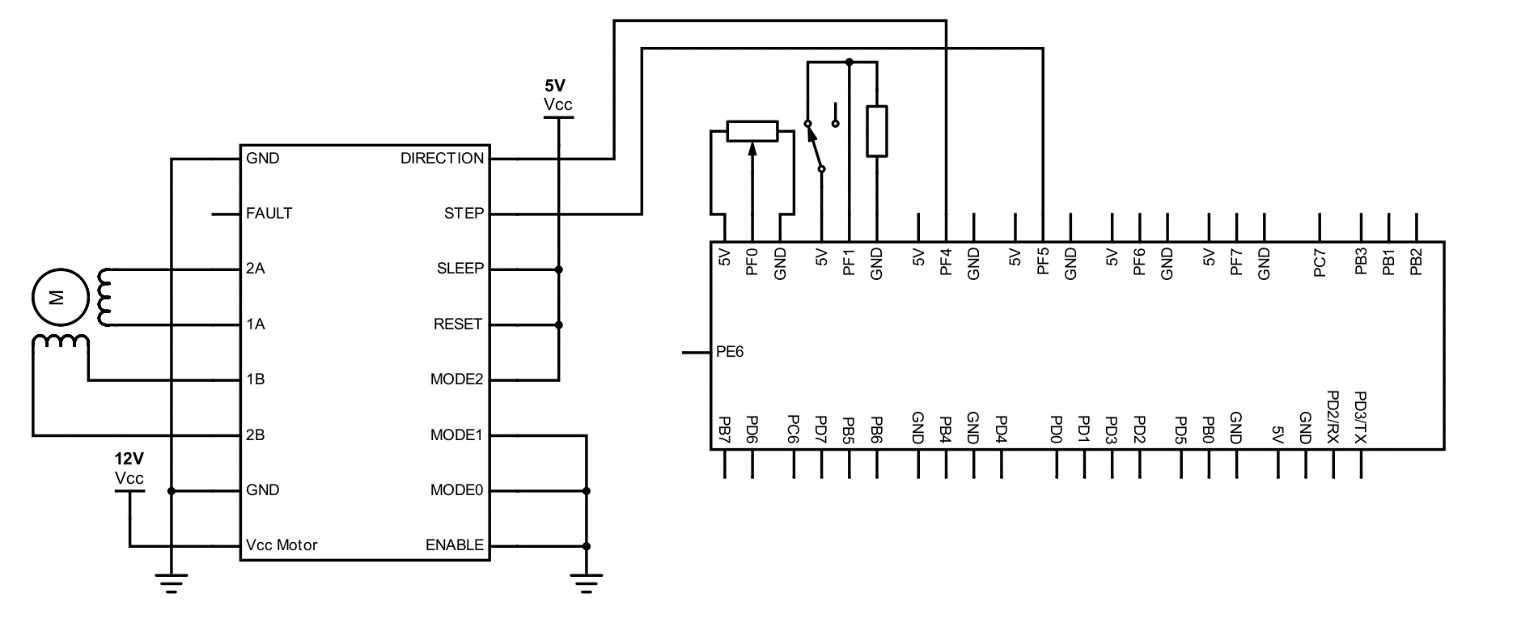 5V
Vcc
GND
DIRECTION
FAULT
STEP
2A
SLEEP
M
1A
RESET
1B
MODE2
2B
MODE1
12V
Vcc
GND
MODE0
Vcc Motor
ENABLE
5V PF0 GND 5V PF1 GND 5V PF4 GND 5V PF5 GND 5V PF6 GND 5V PF7 GND PC7 PB3 PB1 PB2
PE6
PB7 PD6 PC6 PD7 PB5 PB6 GND PB4 GND PD4 PD0 PD1 PD3 PD2 PD5 PB0 GND 5V GND PD2/RX PD3/TX